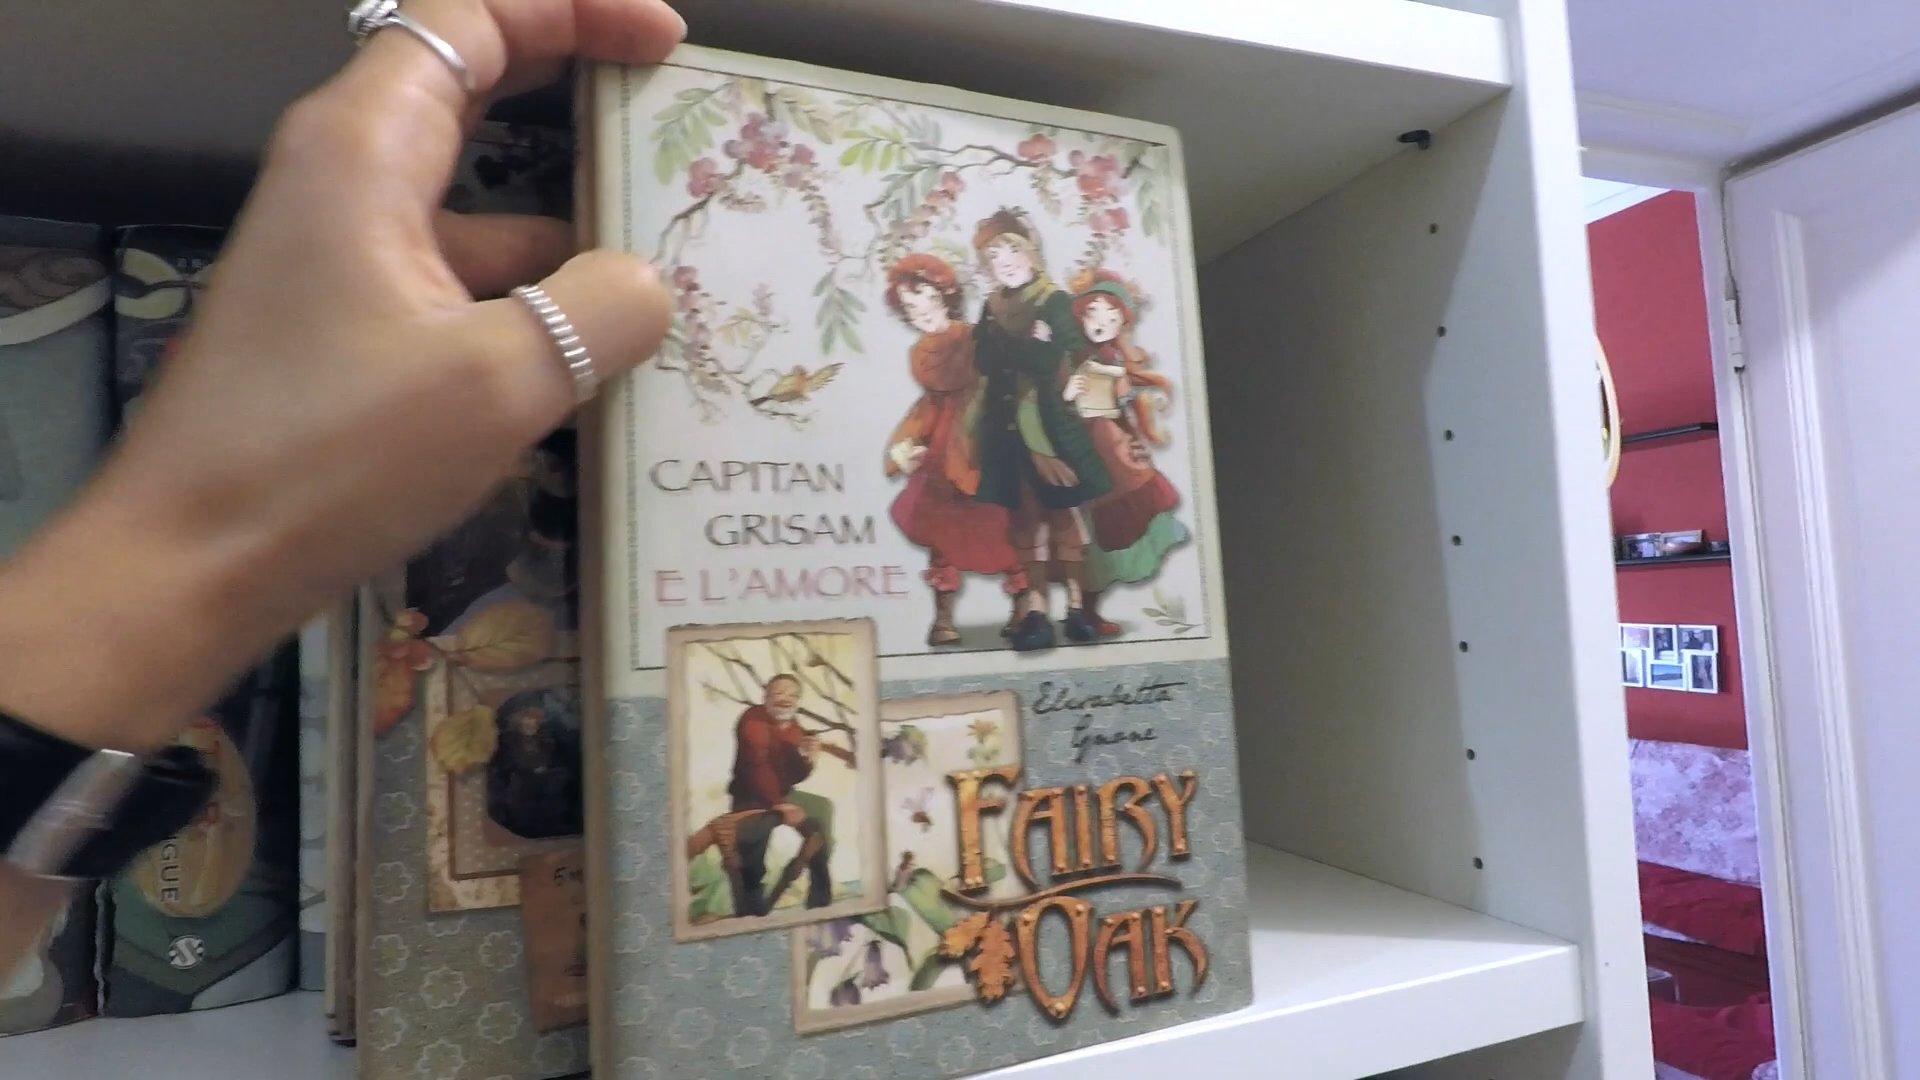 CAPITAN
GRISAM
E L'AMORE
Elisabetta
Gnone
FAIRY
OAK